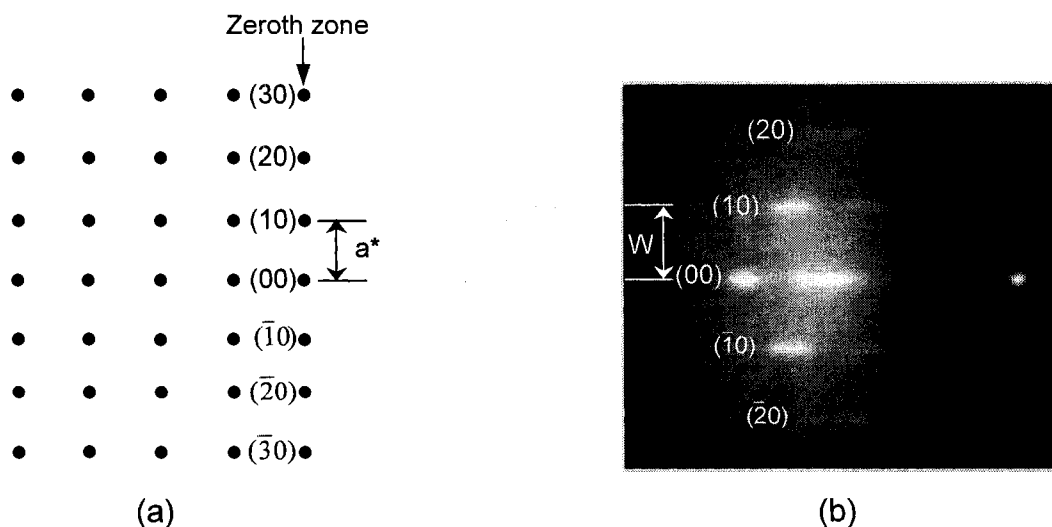 Zeroth zone
(30)
(20)
(10)
a*
(00)
(1̅0)
(2̅0)
(3̅0)
(a)
(20)
(10)
W
(00)
(1̅0)
(2̅0)
(b)